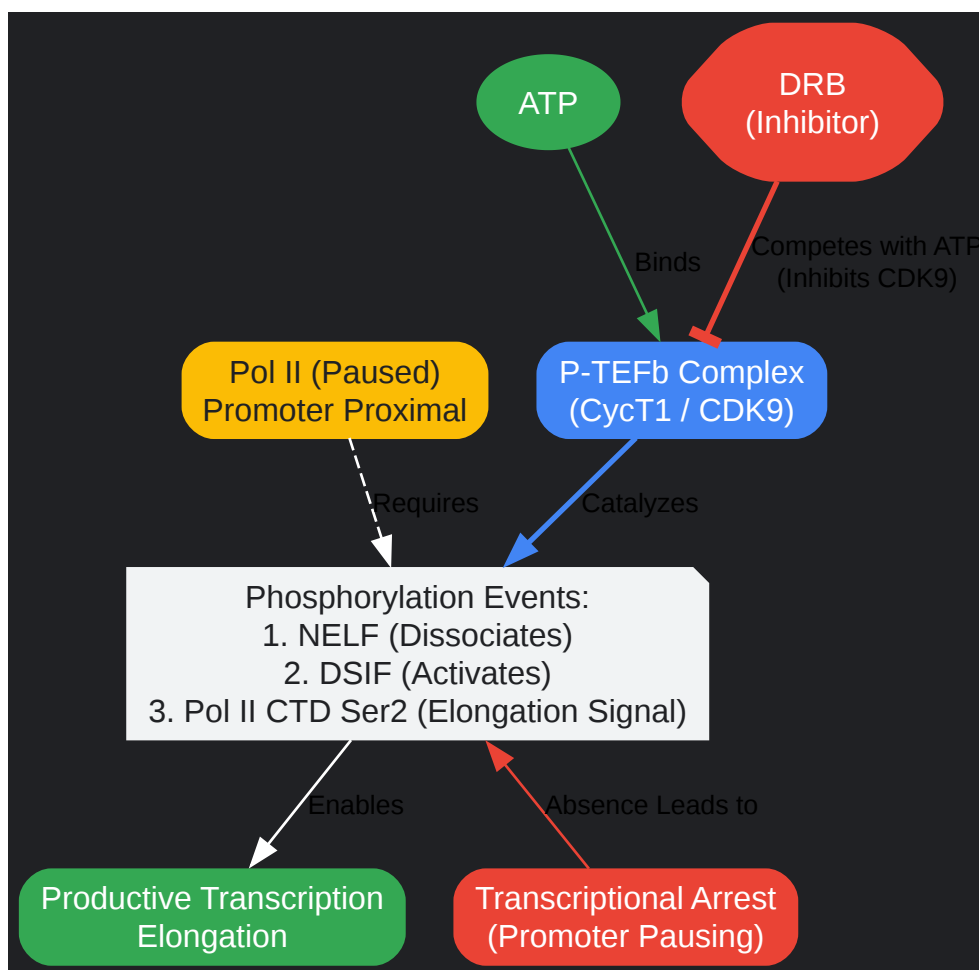 ATP
DRB
(Inhibitor)
Binds
Competes with ATP
(Inhibits CDK9)
Pol II (Paused)
Promoter Proximal
P-TEFb Complex
(CycT1 / CDK9)
Requires
Catalyzes
Phosphorylation Events:
1. NELF (Dissociates)
2. DSIF (Activates)
3. Pol II CTD Ser2 (Elongation Signal)
Enables
Absence Leads to
Productive Transcription
Elongation
Transcriptional Arrest
(Promoter Pausing)